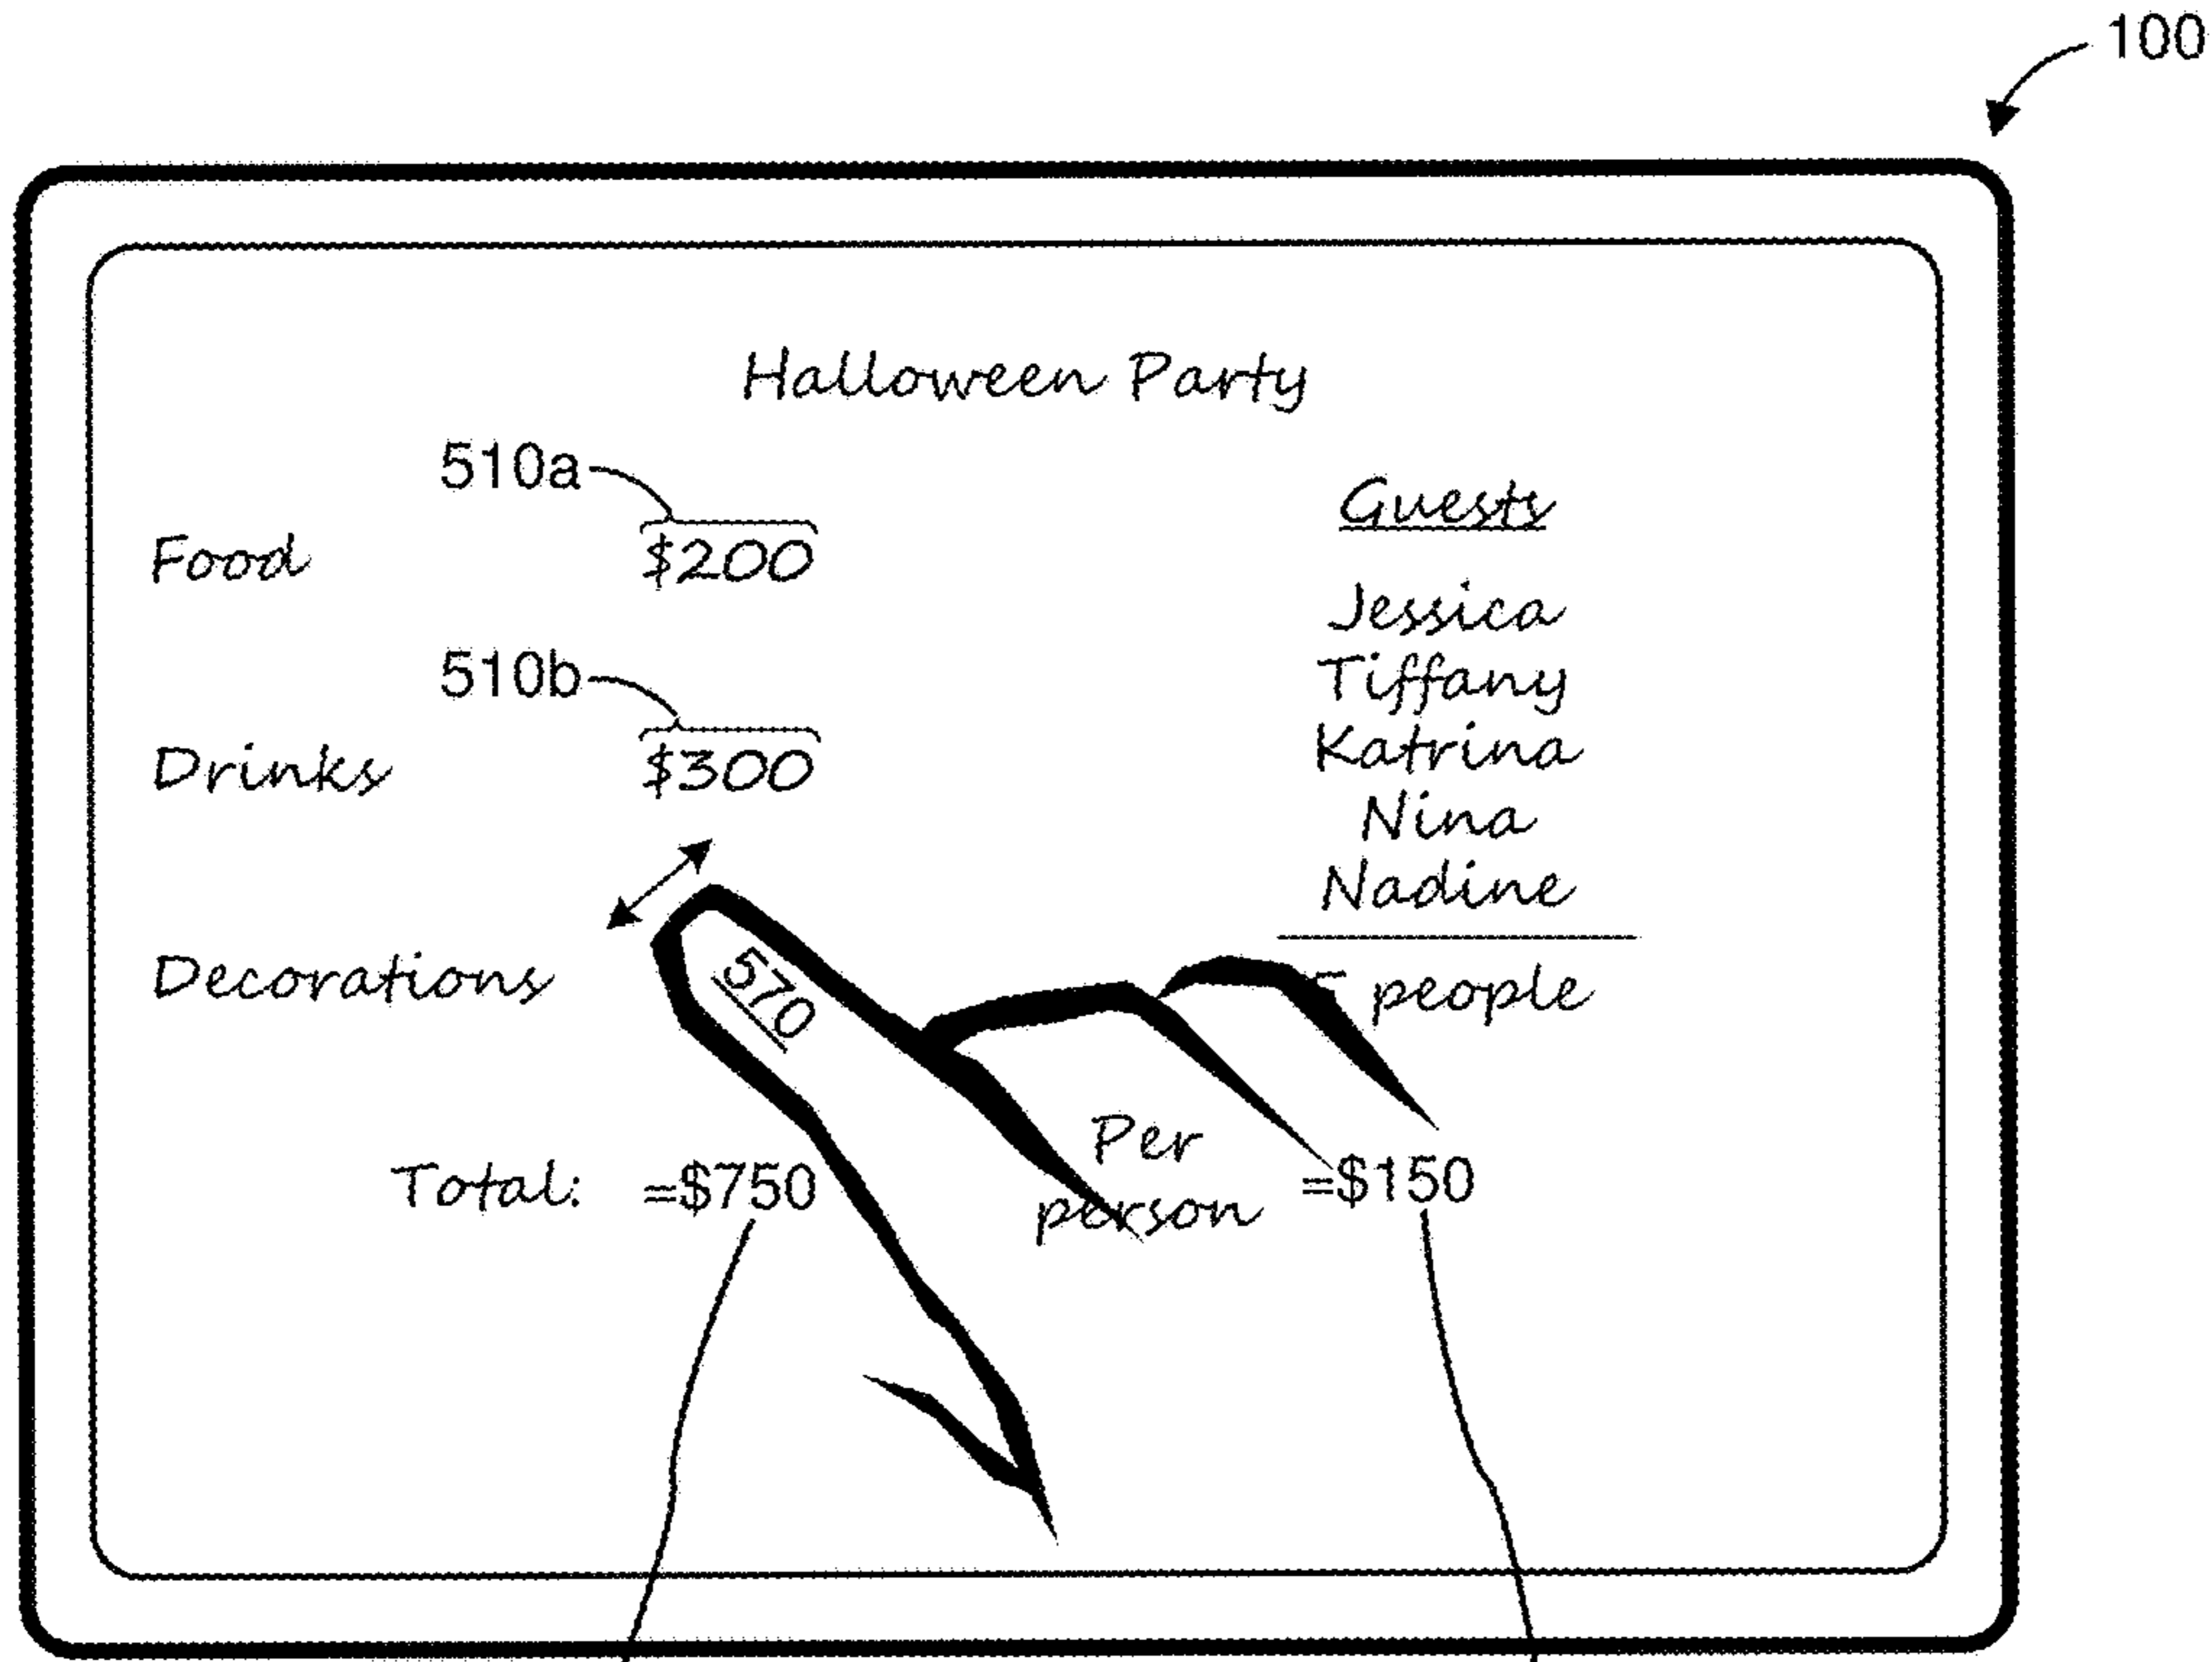 100
Halloween Party
510a
Food $200
510b
Drinks $300
Decorations
570
Total: =$750
Guests
Jessica
Tiffany
Katrina
Nina
Nadine
people
Per
person =$150